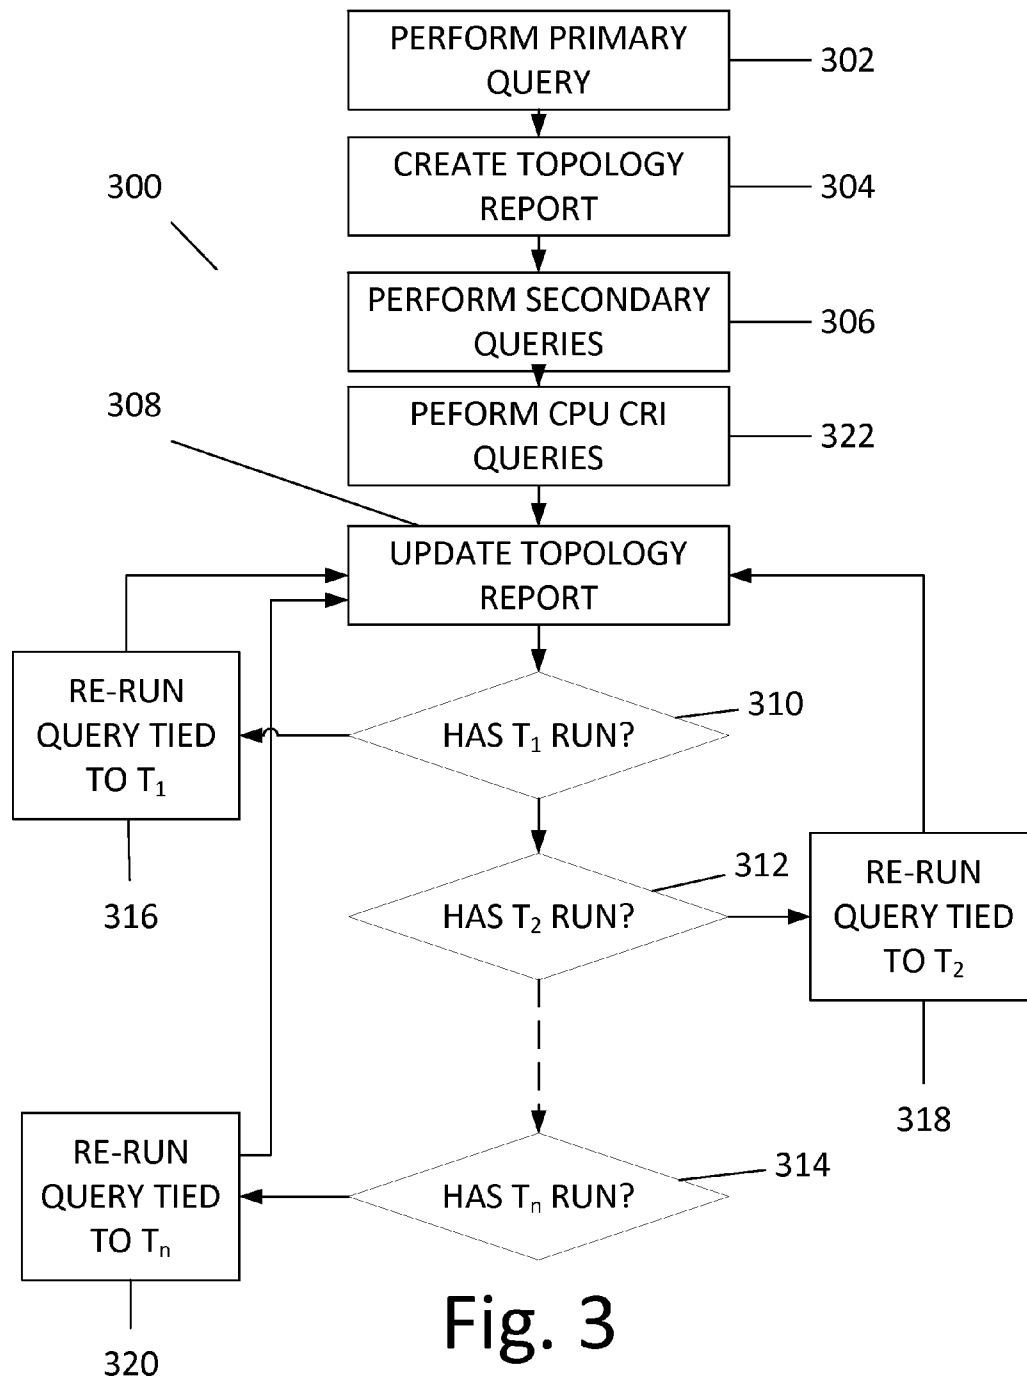 PERFORM PRIMARY
QUERY
302
CREATE TOPOLOGY
REPORT
304
300
PERFORM SECONDARY
QUERIES
306
308
PEFORM CPU CRI
QUERIES
322
UPDATE TOPOLOGY
REPORT
RE-RUN
QUERY TIED
TO T₁
HAS T₁ RUN?
310
316
HAS T₂ RUN?
312
RE-RUN
QUERY TIED
TO T₂
318
RE-RUN
QUERY TIED
TO Tₙ
HAS Tₙ RUN?
314
320
Fig. 3